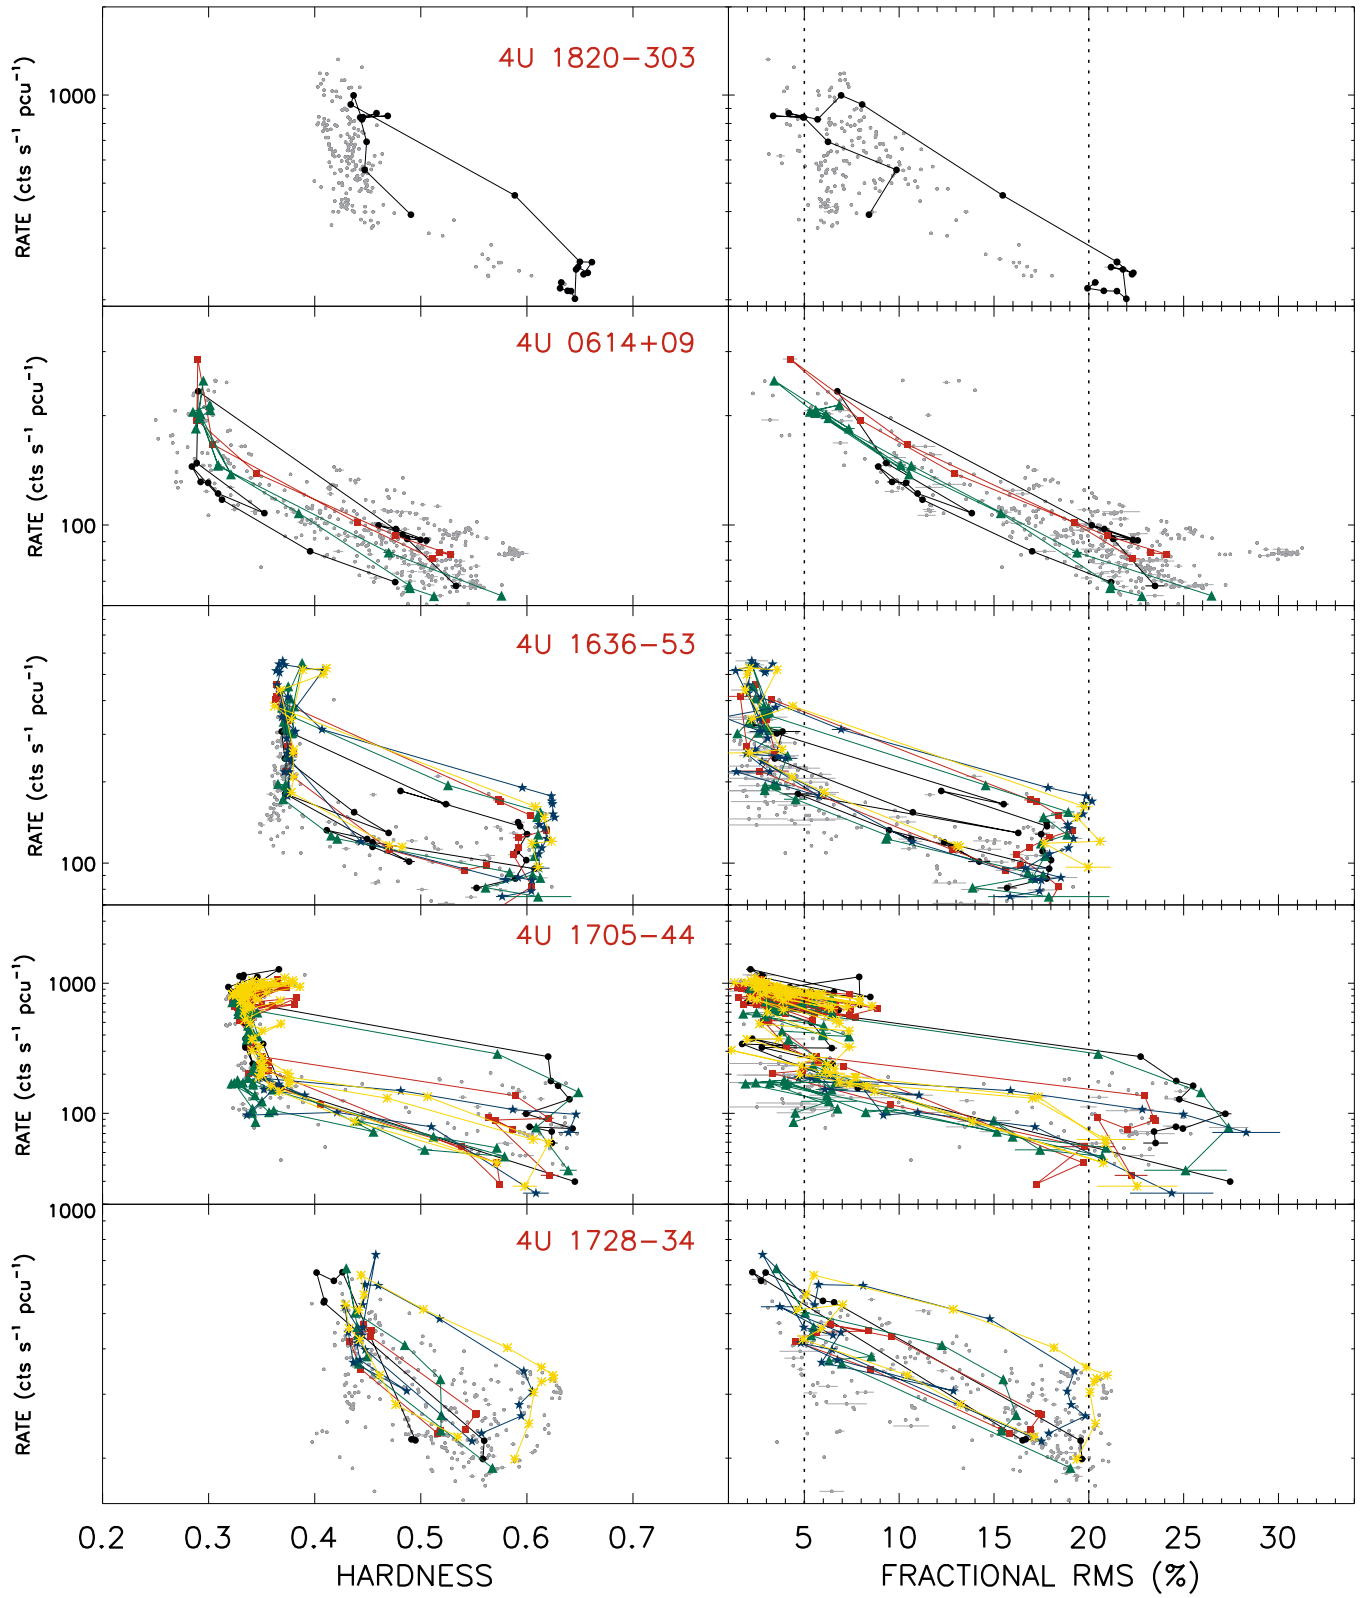 4U 1820−303
1000
RATE (cts s⁻¹ pcu⁻¹)
4U 0614+09
100
RATE (cts s⁻¹ pcu⁻¹)
4U 1636−53
100
RATE (cts s⁻¹ pcu⁻¹)
4U 1705−44
1000
100
RATE (cts s⁻¹ pcu⁻¹)
1000
4U 1728−34
RATE (cts s⁻¹ pcu⁻¹)
0.2 0.3 0.4 0.5 0.6 0.7 5 10 15 20 25 30
HARDNESS FRACTIONAL RMS (%)